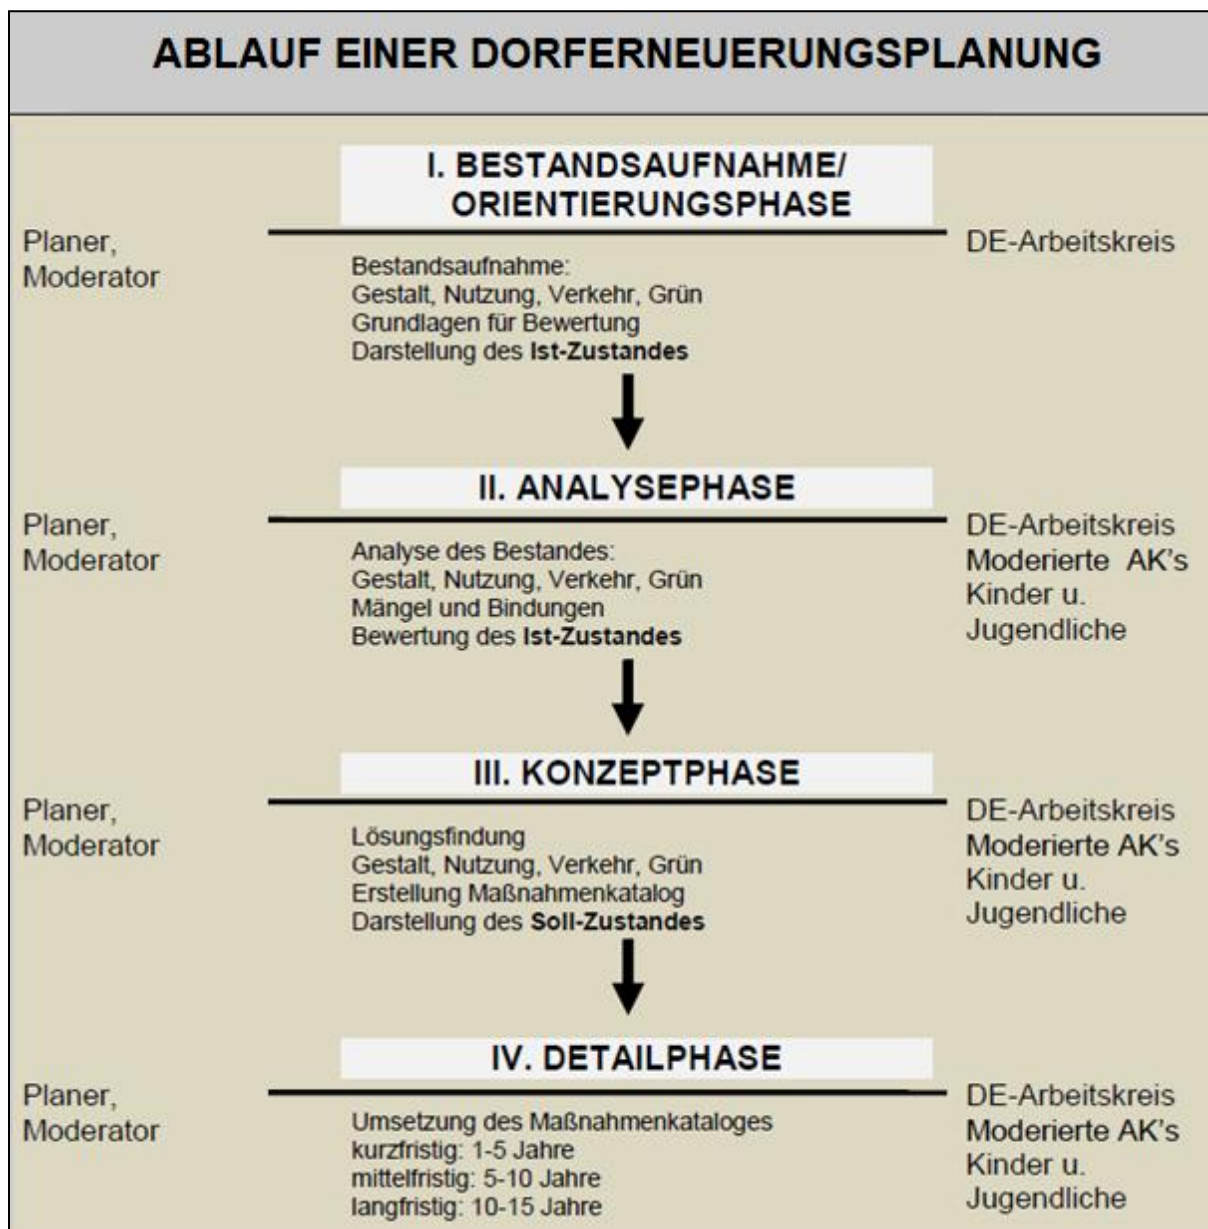 ABLAUF EINER DORFERNEUERUNGSPLANUNG
I. BESTANDSAUFNAHME/
ORIENTIERUNGSPHASE
Planer,
Moderator
DE-Arbeitskreis
Bestandsaufnahme:
Gestalt, Nutzung, Verkehr, Grün
Grundlagen für Bewertung
Darstellung des Ist-Zustandes
II. ANALYSEPHASE
Planer,
Moderator
DE-Arbeitskreis
Moderierte AK's
Kinder u.
Jugendliche
Analyse des Bestandes:
Gestalt, Nutzung, Verkehr, Grün
Mängel und Bindungen
Bewertung des Ist-Zustandes
III. KONZEPTPHASE
Planer,
Moderator
DE-Arbeitskreis
Moderierte AK's
Kinder u.
Jugendliche
Lösungsfindung
Gestalt, Nutzung, Verkehr, Grün
Erstellung Maßnahmenkatalog
Darstellung des Soll-Zustandes
IV. DETAILPHASE
Planer,
Moderator
DE-Arbeitskreis
Moderierte AK's
Kinder u.
Jugendliche
Umsetzung des Maßnahmenkataloges
kurzfristig: 1-5 Jahre
mittelfristig: 5-10 Jahre
langfristig: 10-15 Jahre